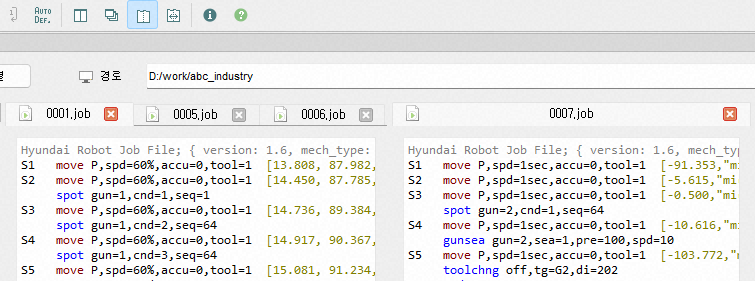 AUTO
DEF.
경로
D:/work/abc_industry
0001.job
0005.job
0006.job
0007.job
Hyundai Robot Job File; { version: 1.6, mech_type:
S1 move P,spd=60%,accu=0,tool=1 [13.808, 87.982,
S2 move P,spd=60%,accu=0,tool=1 [14.450, 87.785,
spot gun=1,cnd=1,seq=1
S3 move P,spd=60%,accu=0,tool=1 [14.736, 89.384,
spot gun=1,cnd=2,seq=64
S4 move P,spd=60%,accu=0,tool=1 [14.917, 90.367,
spot gun=1,cnd=3,seq=64
S5 move P,spd=60%,accu=0,tool=1 [15.081, 91.234,
Hyundai Robot Job File; { version: 1.6, mech_typ
S1 move P,spd=1sec,accu=0,tool=1 [-91.353,"mi
S2 move P,spd=1sec,accu=0,tool=1 [-5.615,"mi
S3 move P,spd=1sec,accu=0,tool=1 [-0.500,"mi
spot gun=2,cnd=1,seq=64
S4 move P,spd=1sec,accu=0,tool=1 [-10.616,"m
gunsea gun=2,sea=1,pre=100,spd=10
S5 move P,spd=1sec,accu=0,tool=1 [-103.772,"m
toolchng off,tg=G2,di=202